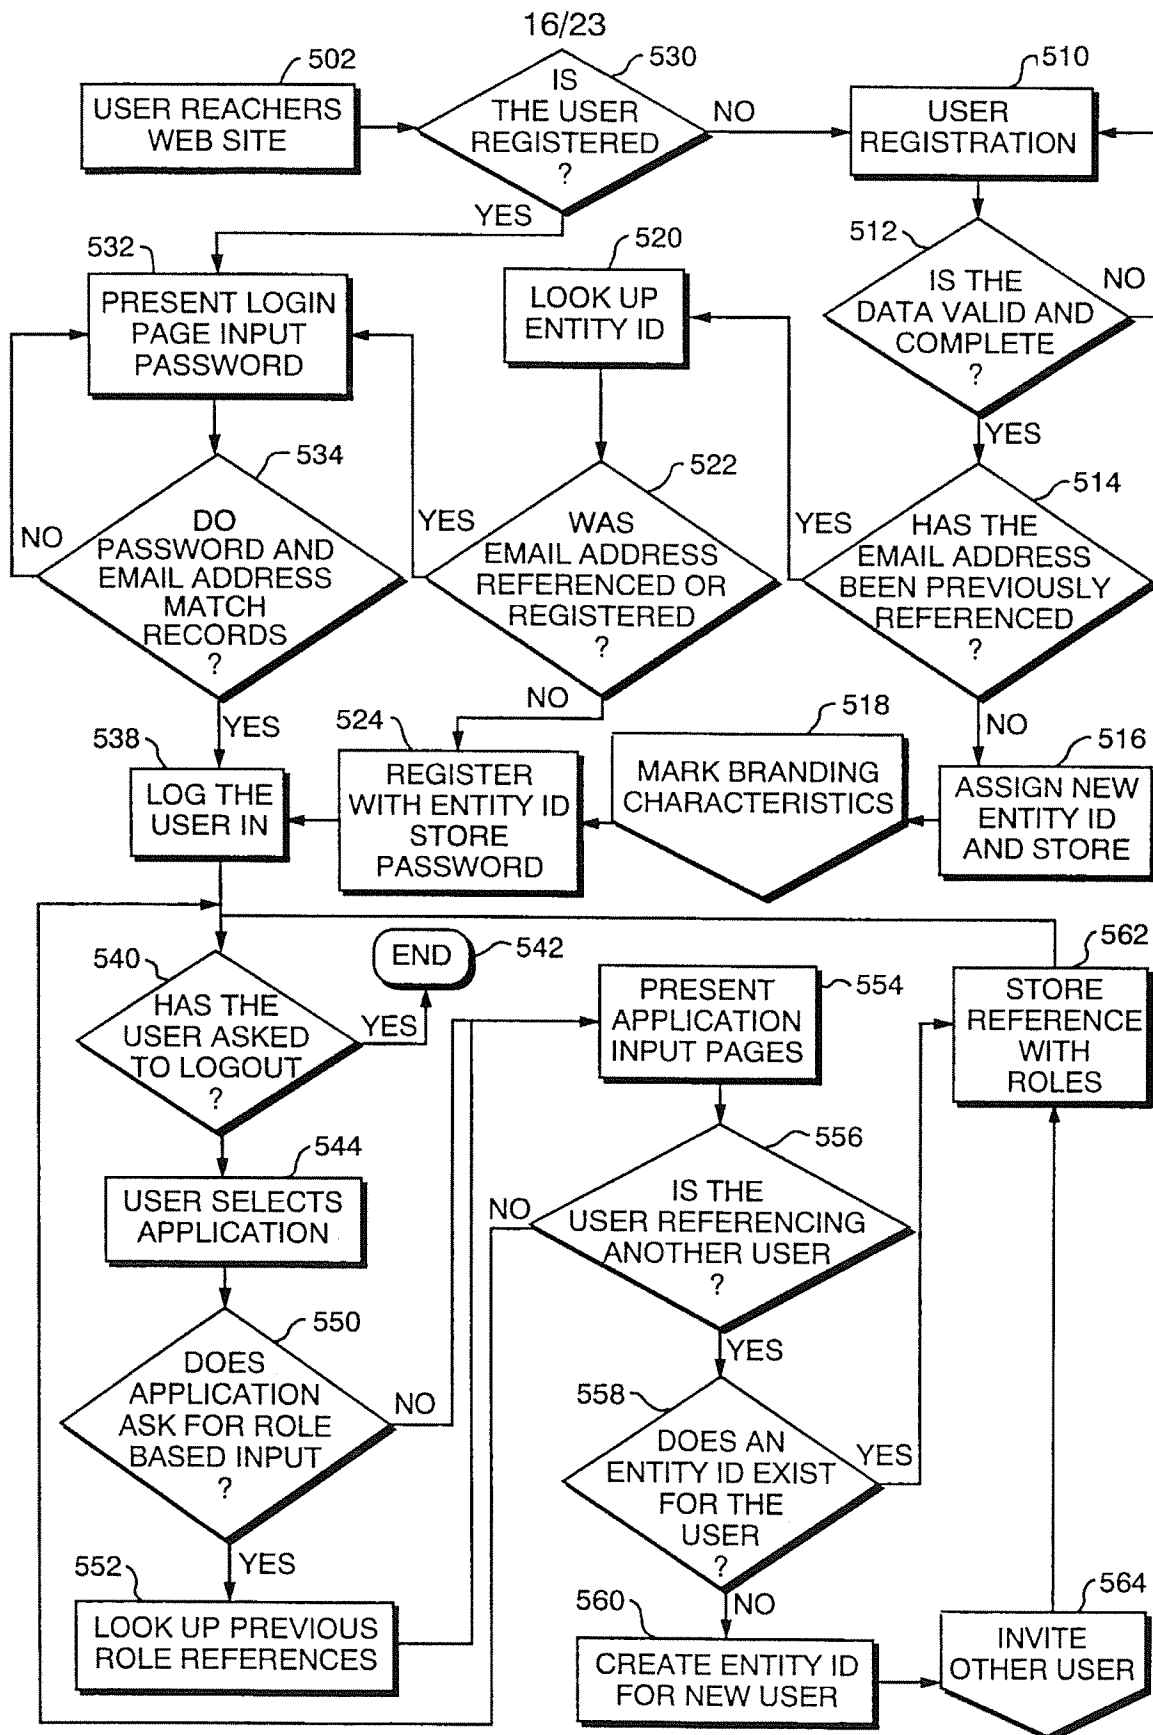 16/23
502
USER REACHERS
WEB SITE
530
IS
THE USER
REGISTERED
?
NO
YES
510
USER
REGISTRATION
512
IS THE
DATA VALID AND
COMPLETE
?
NO
YES
532
PRESENT LOGIN
PAGE INPUT
PASSWORD
520
LOOK UP
ENTITY ID
534
DO
PASSWORD AND
EMAIL ADDRESS
MATCH
RECORDS
?
NO
YES
522
WAS
EMAIL ADDRESS
REFERENCED OR
REGISTERED
?
YES
NO
514
HAS THE
EMAIL ADDRESS
BEEN PREVIOUSLY
REFERENCED
?
YES
NO
538
LOG THE
USER IN
524
REGISTER
WITH ENTITY ID
STORE
PASSWORD
518
MARK BRANDING
CHARACTERISTICS
516
ASSIGN NEW
ENTITY ID
AND STORE
540
HAS THE
USER ASKED
TO LOGOUT
?
YES
END
542
PRESENT
APPLICATION
INPUT PAGES
554
562
STORE
REFERENCE
WITH
ROLES
544
USER SELECTS
APPLICATION
556
IS THE
USER REFERENCING
ANOTHER USER
?
NO
YES
550
DOES
APPLICATION
ASK FOR ROLE
BASED INPUT
?
NO
YES
558
DOES AN
ENTITY ID EXIST
FOR THE
USER
?
YES
NO
552
LOOK UP PREVIOUS
ROLE REFERENCES
560
CREATE ENTITY ID
FOR NEW USER
564
INVITE
OTHER USER